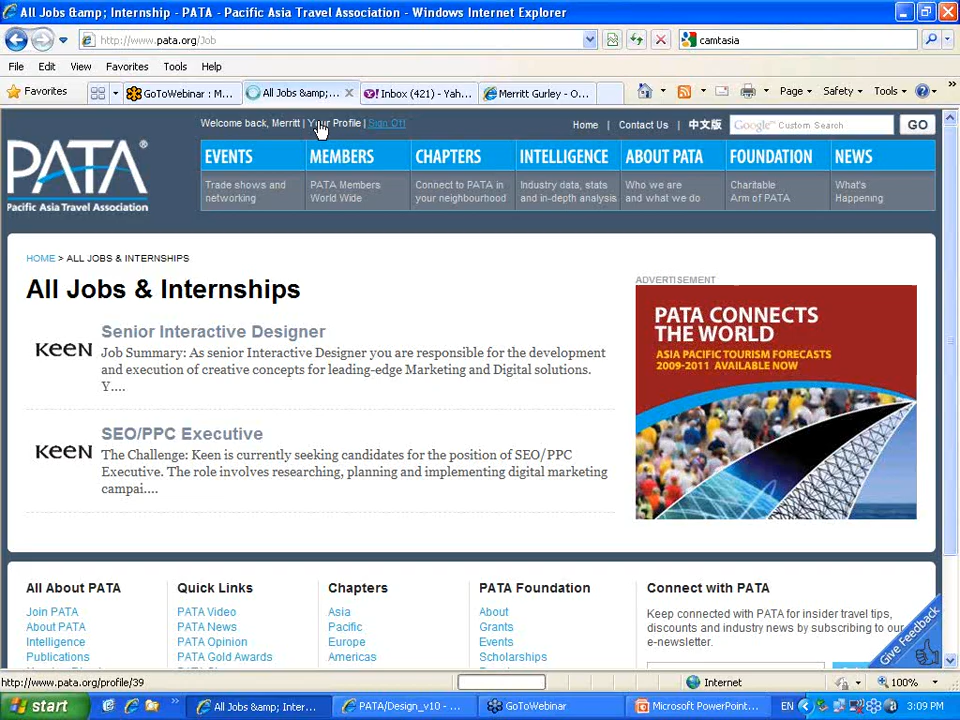 All Jobs &amp; Internship - PATA - Pacific Asia Travel Association - Windows Internet Explorer
http://www.pata.org/Job
camtasia
File Edit View Favorites Tools Help
Favorites
GoToWebinar : M...
All Jobs &amp;...
Inbox (421) - Yah...
Merritt Gurley - O...
Page
Safety
Tools
Welcome back, Merritt | Your Profile | Sign Off
Home | Contact Us | 中文版
Google™ Custom Search
GO
PATA®
Pacific Asia Travel Association
EVENTS
Trade shows and
networking
MEMBERS
PATA Members
World Wide
CHAPTERS
Connect to PATA in
your neighbourhood
INTELLIGENCE
Industry data, stats
and in-depth analysis
ABOUT PATA
Who we are
and what we do
FOUNDATION
Charitable
Arm of PATA
NEWS
What's
Happening
HOME > ALL JOBS & INTERNSHIPS
All Jobs & Internships
KEEN
Senior Interactive Designer
Job Summary: As senior Interactive Designer you are responsible for the development
and execution of creative concepts for leading-edge Marketing and Digital solutions.
Y....
KEEN
SEO/PPC Executive
The Challenge: Keen is currently seeking candidates for the position of SEO/PPC
Executive. The role involves researching, planning and implementing digital marketing
campai....
ADVERTISEMENT
PATA CONNECTS
THE WORLD
ASIA PACIFIC TOURISM FORECASTS
2009-2011 AVAILABLE NOW
All About PATA
Join PATA
About PATA
Intelligence
Publications
Quick Links
PATA Video
PATA News
PATA Opinion
PATA Gold Awards
Chapters
Asia
Pacific
Europe
Americas
PATA Foundation
About
Grants
Events
Scholarships
Connect with PATA
Keep connected with PATA for insider travel tips,
discounts and industry news by subscribing to our
e-newsletter.
Give Feedback
http://www.pata.org/profile/39
Internet
100%
start
All Jobs &amp; Inter...
PATA/Design_v10 - ...
GoToWebinar
Microsoft PowerPoint...
EN
3:09 PM